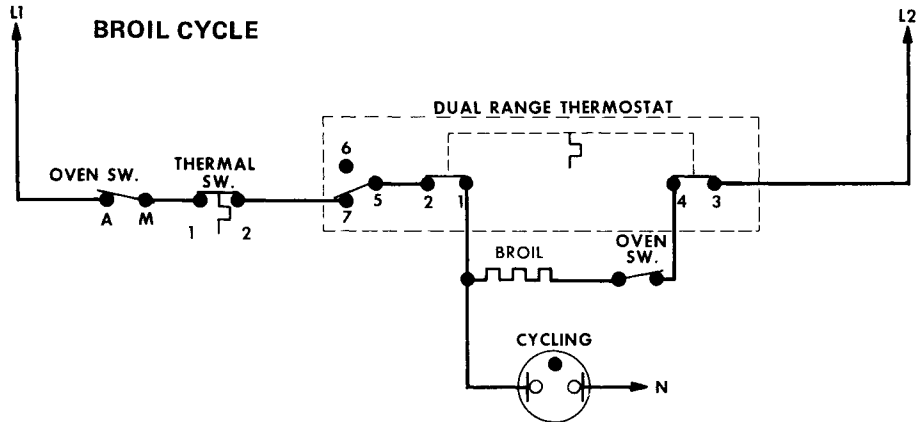 L1
L2
BROIL CYCLE
DUAL RANGE THERMOSTAT
6
OVEN SW.
THERMAL
SW.
A
M
1
2
7
5
2
1
4
3
BROIL
OVEN
SW.
CYCLING
N